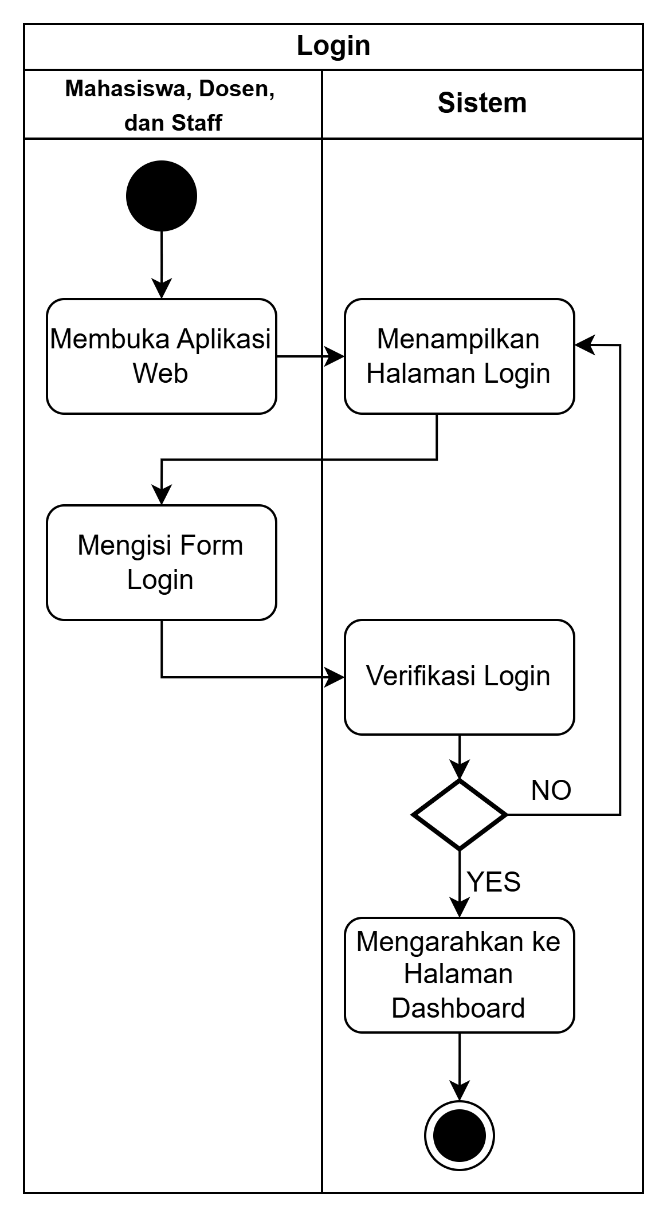 Login
Mahasiswa, Dosen,
dan Staff
Sistem
Membuka Aplikasi
Web
Menampilkan
Halaman Login
Mengisi Form
Login
Verifikasi Login
NO
YES
Mengarahkan ke
Halaman
Dashboard